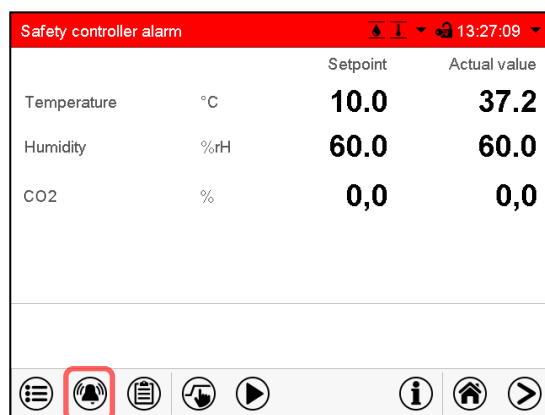 Safety controller alarm 13:27:09
Setpoint Actual value
Temperature °C 10.0 37.2
Humidity %rH 60.0 60.0
CO2 % 0,0 0,0